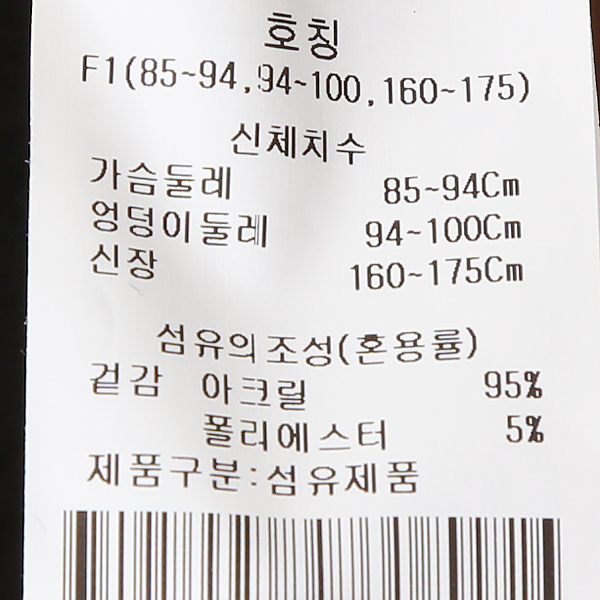 호칭
F1(85~94,94~100,160~175)
신체치수
가슴둘레 85~94Cm
엉덩이둘레 94~100Cm
신장 160~175Cm
섬유의조성(혼용률)
겉감 아크릴 95%
폴리에스터 5%
제품구분:섬유제품